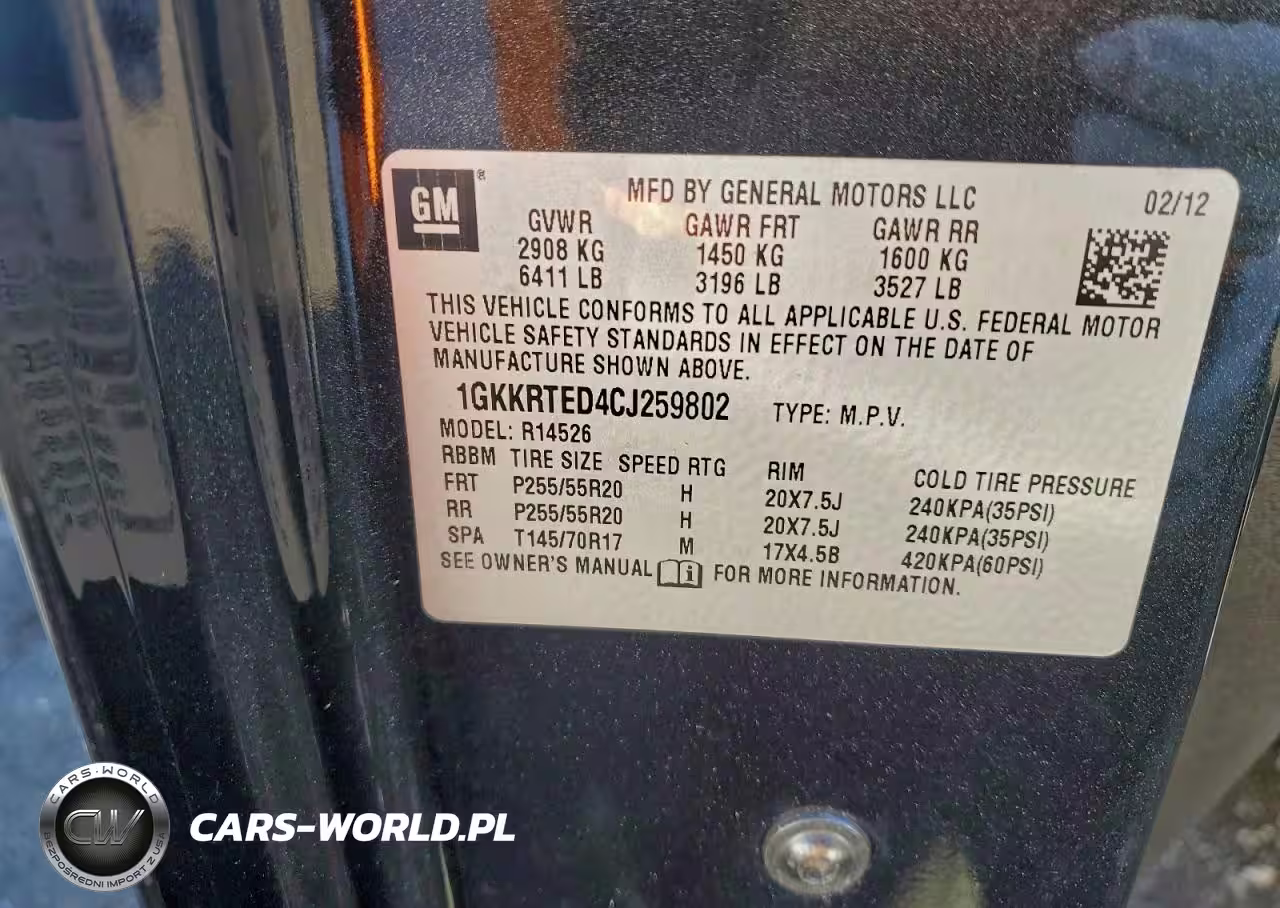 GM®
MFD BY GENERAL MOTORS LLC 02/12
GVWR GAWR FRT GAWR RR
2908 KG 1450 KG 1600 KG
6411 LB 3196 LB 3527 LB
THIS VEHICLE CONFORMS TO ALL APPLICABLE U.S. FEDERAL MOTOR
VEHICLE SAFETY STANDARDS IN EFFECT ON THE DATE OF
MANUFACTURE SHOWN ABOVE.
1GKKRTED4CJ259802 TYPE: M.P.V.
MODEL: R14526
RBBM TIRE SIZE SPEED RTG RIM COLD TIRE PRESSURE
FRT P255/55R20 H 20X7.5J 240KPA(35PSI)
RR P255/55R20 H 20X7.5J 240KPA(35PSI)
SPA T145/70R17 M 17X4.5B 420KPA(60PSI)
SEE OWNER'S MANUAL i FOR MORE INFORMATION.
CARS-WORLD
CW
BEZPOŚREDNI IMPORT Z USA
CARS-WORLD.PL